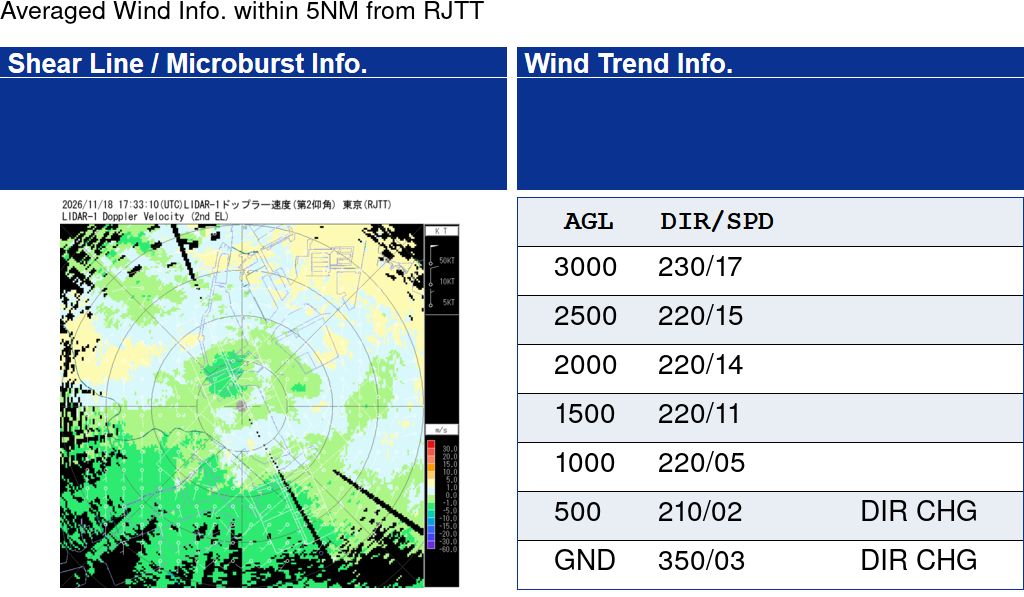 Averaged Wind Info. within 5NM from RJTT
Shear Line / Microburst Info.
Wind Trend Info.
2026/11/18 17:33:10(UTC)LIDAR-1ドップラー速度(第2仰角) 東京(RJTT)
LIDAR-1 Doppler Velocity (2nd EL)
KT
50KT
10KT
5KT
m/s
30.0
20.0
15.0
10.0
5.0
1.0
0.0
-1.0
-5.0
-10.0
-15.0
-20.0
-30.0
-60.0
AGL DIR/SPD
3000 230/17
2500 220/15
2000 220/14
1500 220/11
1000 220/05
500 210/02 DIR CHG
GND 350/03 DIR CHG